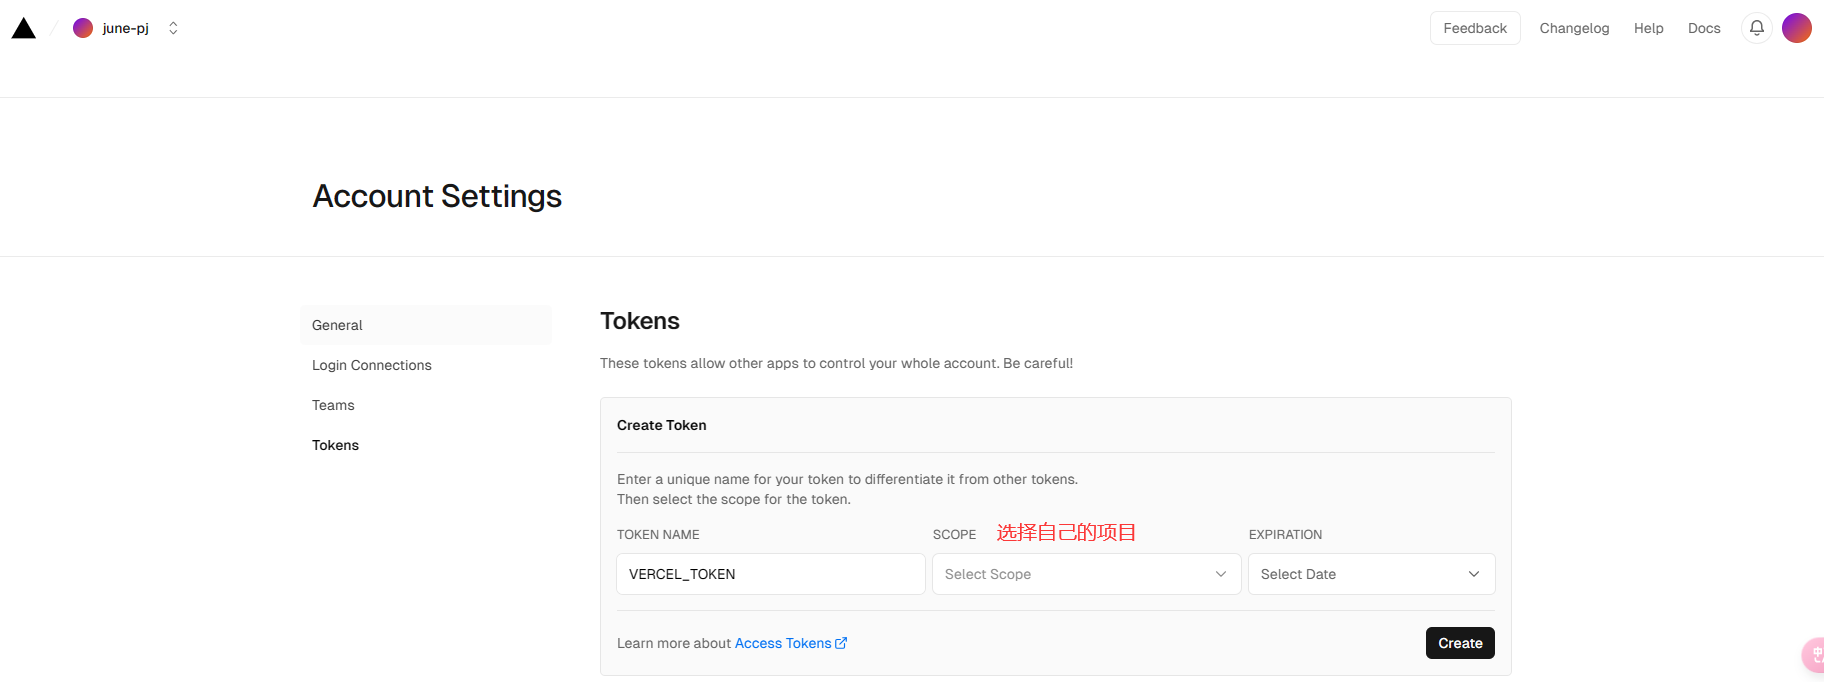 june-pj
Feedback
Changelog
Help
Docs
Account Settings
General
Login Connections
Teams
Tokens
Tokens
These tokens allow other apps to control your whole account. Be careful!
Create Token
Enter a unique name for your token to differentiate it from other tokens.
Then select the scope for the token.
TOKEN NAME
SCOPE
选择自己的项目
EXPIRATION
VERCEL_TOKEN
Select Scope
Select Date
Learn more about Access Tokens
Create